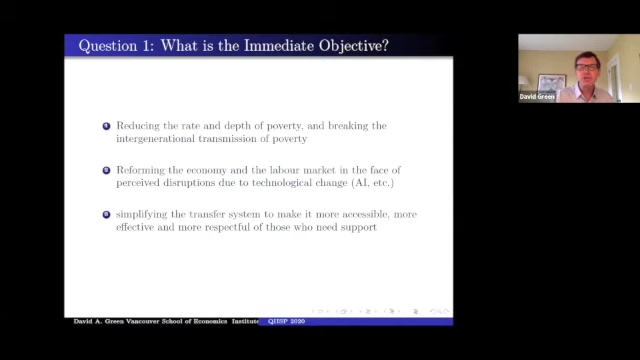 Question 1: What is the Immediate Objective?
1 Reducing the rate and depth of poverty, and breaking the
intergenerational transmission of poverty
2 Reforming the economy and the labour market in the face of
perceived disruptions due to technological change (AI, etc.)
3 simplifying the transfer system to make it more accessible, more
effective and more respectful of those who need support
David A. Green Vancouver School of Economics Institute QIISP 2020
David Green